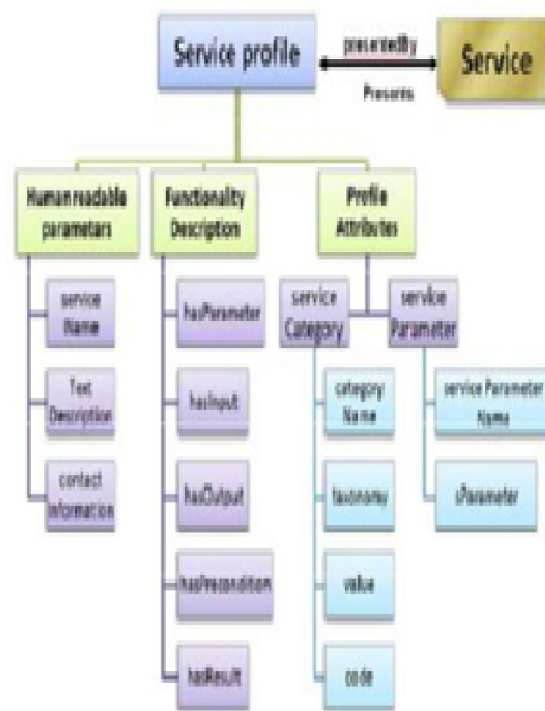 Service profile
presentedBy
Presents
Service
Human readable
parametars
Functionality
Description
Profile
Attributes
service
Name
Text
Description
contact
Information
hasParameter
hasInput
hasOutput
hasPrecondition
hasResult
service
Category
service
Parameter
category
Name
taxonomy
value
code
service Parameter
Name
sParameter